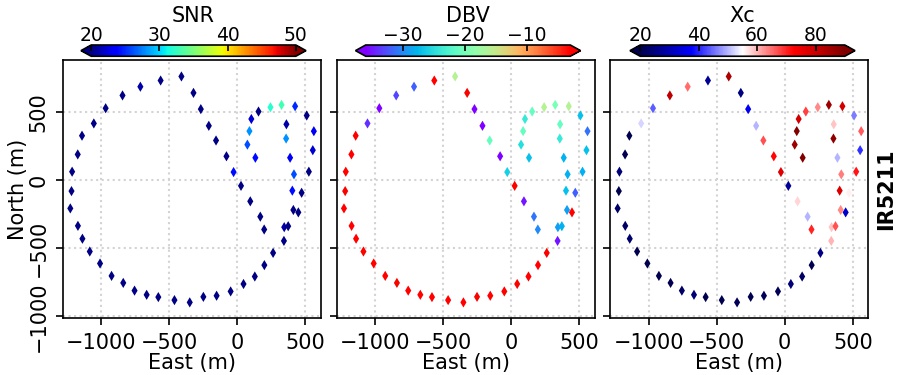 SNR
DBV
Xc
20 30 40 50
−30 −20 −10
20 40 60 80
North (m)
500
0
−500
−1000
IR5211
−1000 −500 0 500
−1000 −500 0 500
−1000 −500 0 500
East (m)
East (m)
East (m)